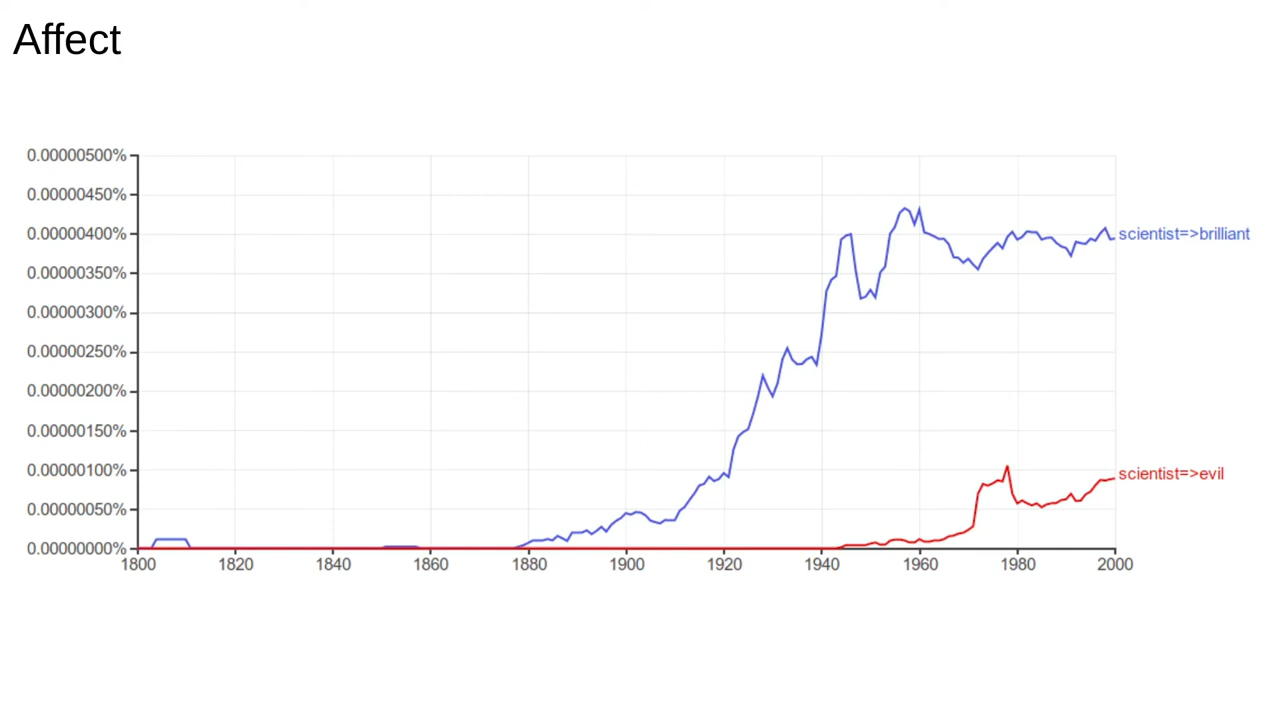 Affect
0.00000500%
0.00000450%
0.00000400%
scientist=>brilliant
0.00000350%
0.00000300%
0.00000250%
0.00000200%
0.00000150%
0.00000100%
scientist=>evil
0.00000050%
0.00000000%
1800 1820 1840 1860 1880 1900 1920 1940 1960 1980 2000